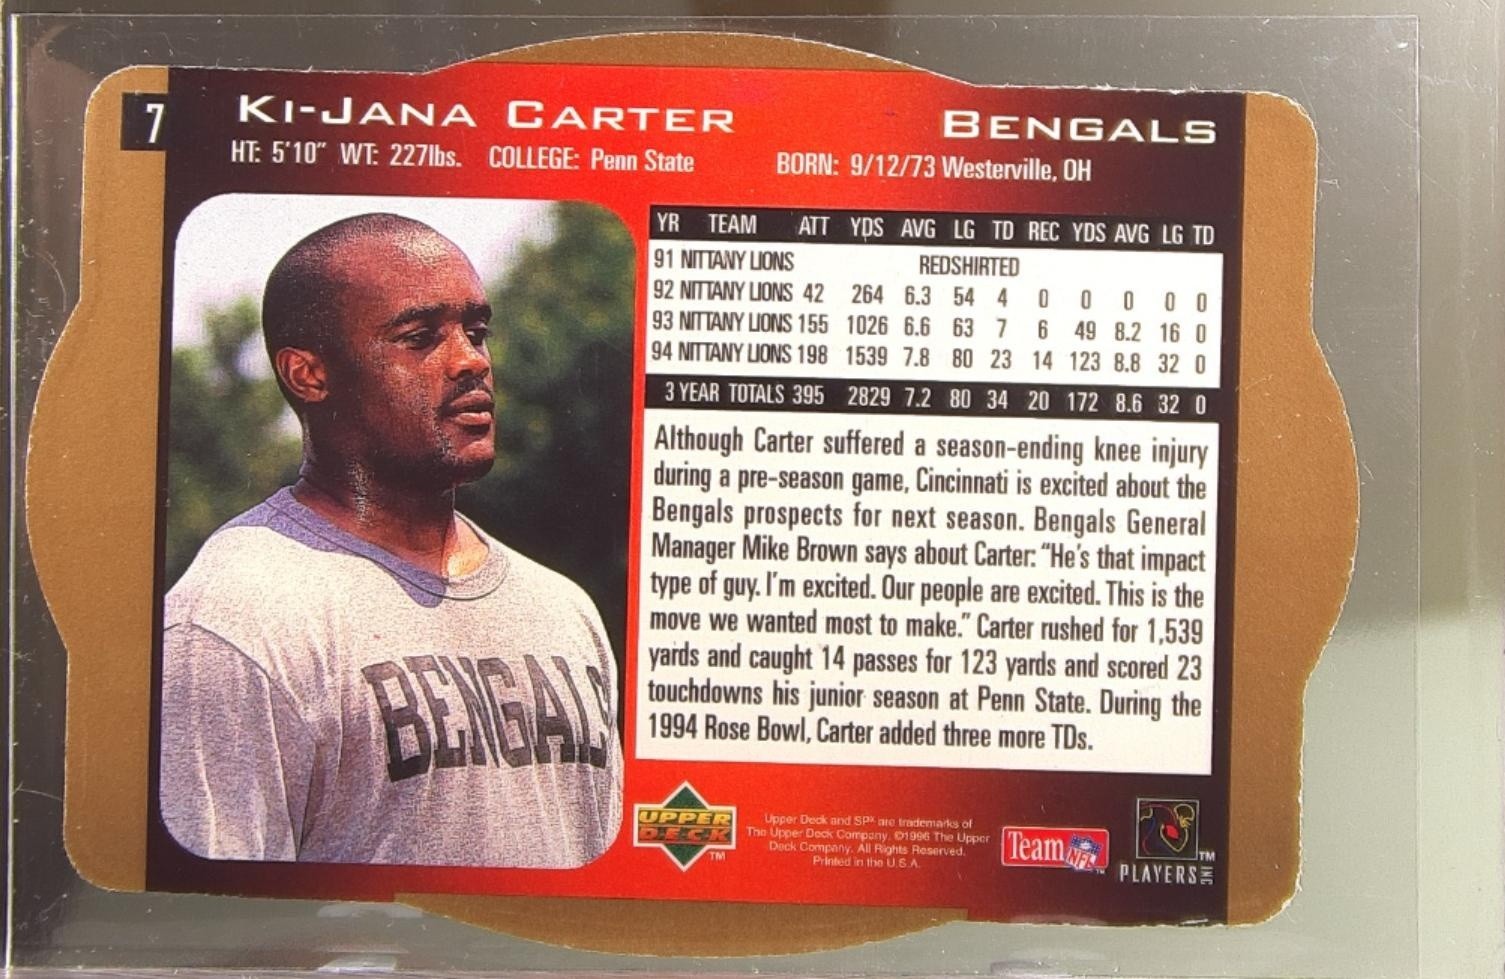 7
KI-JANA CARTER
BENGALS
HT: 5'10" WT: 227lbs. COLLEGE: Penn State BORN: 9/12/73 Westerville, OH
YR TEAM ATT YDS AVG LG TD REC YDS AVG LG TD
91 NITTANY LIONS REDSHIRTED
92 NITTANY LIONS 42 264 6.3 54 4 0 0 0 0 0
93 NITTANY LIONS 155 1026 6.6 63 7 6 49 8.2 16 0
94 NITTANY LIONS 198 1539 7.8 80 23 14 123 8.8 32 0
3 YEAR TOTALS 395 2829 7.2 80 34 20 172 8.6 32 0
Although Carter suffered a season-ending knee injury
during a pre-season game, Cincinnati is excited about the
Bengals prospects for next season. Bengals General
Manager Mike Brown says about Carter: "He's that impact
type of guy. I'm excited. Our people are excited. This is the
move we wanted most to make." Carter rushed for 1,539
yards and caught 14 passes for 123 yards and scored 23
touchdowns his junior season at Penn State. During the
1994 Rose Bowl, Carter added three more TDs.
BENGALS
UPPER
DECK
TM
Upper Deck and SPx are trademarks of
The Upper Deck Company. ©1996 The Upper
Deck Company. All Rights Reserved.
Printed in the U.S.A.
Team NFL
TM
PLAYERS INC